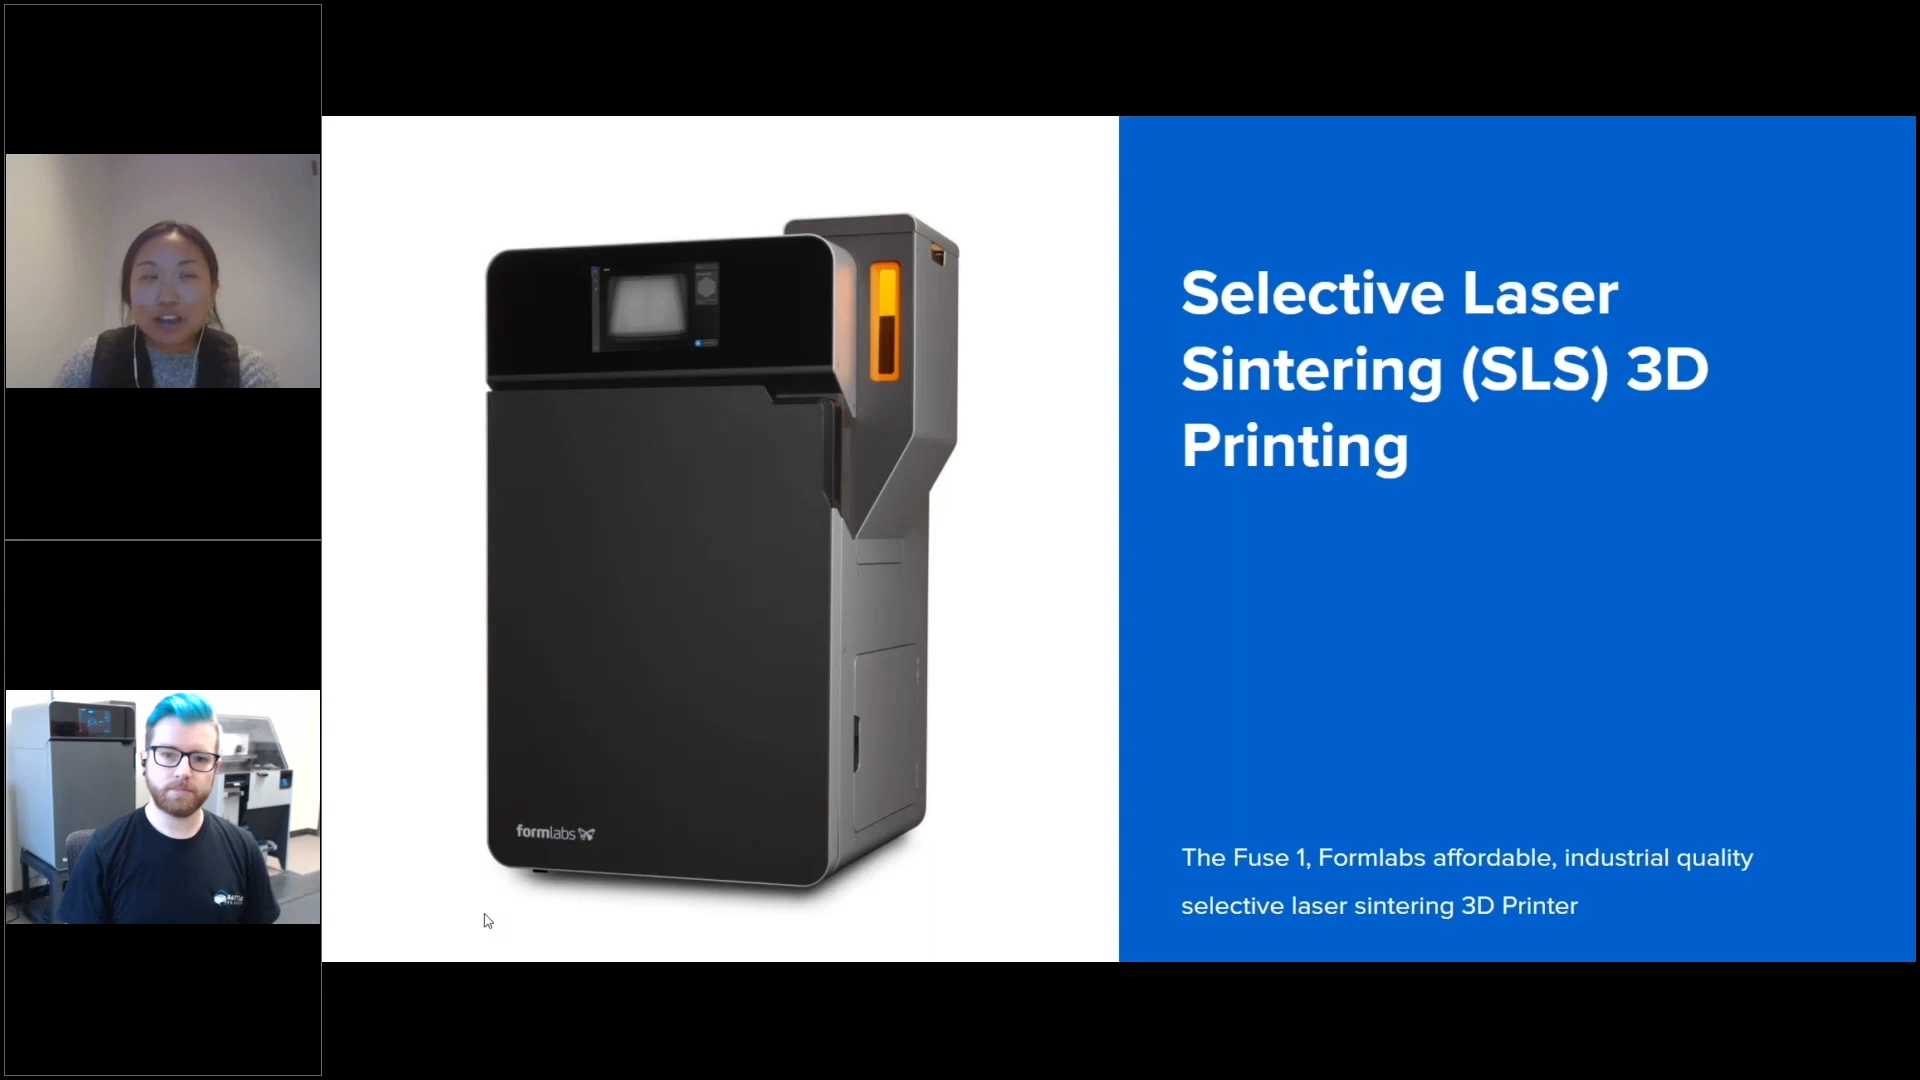 Selective Laser
Sintering (SLS) 3D
Printing
The Fuse 1, Formlabs affordable, industrial quality
selective laser sintering 3D Printer
formlabs